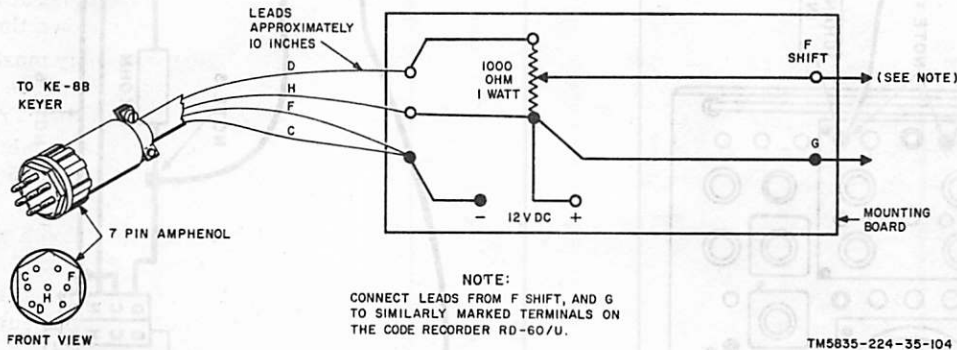 LEADS
APPROXIMATELY
10 INCHES
D
H
F
C
TO KE-8B
KEYER
1000
OHM
1 WATT
F
SHIFT
(SEE NOTE)
G
- 12 V DC +
MOUNTING
BOARD
7 PIN AMPHENOL
C F
H
D
FRONT VIEW
NOTE:
CONNECT LEADS FROM F SHIFT, AND G
TO SIMILARLY MARKED TERMINALS ON
THE CODE RECORDER RD-60/U.
TM5835-224-35-104